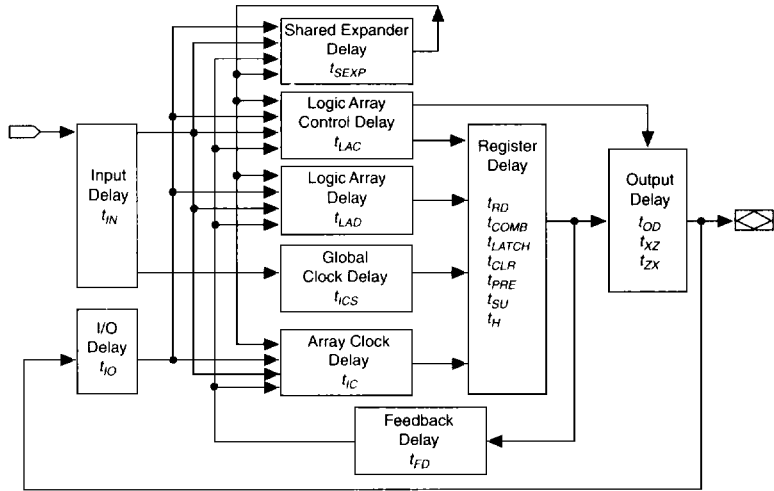 Shared Expander
Delay
tSEXP
Logic Array
Control Delay
tLAC
Register
Delay
tRD
tCOMB
tLATCH
tCLR
tPRE
tSU
tH
Input
Delay
tIN
Logic Array
Delay
tLAD
Output
Delay
tOD
tXZ
tZX
Global
Clock Delay
tICS
I/O
Delay
tIO
Array Clock
Delay
tIC
Feedback
Delay
tFD